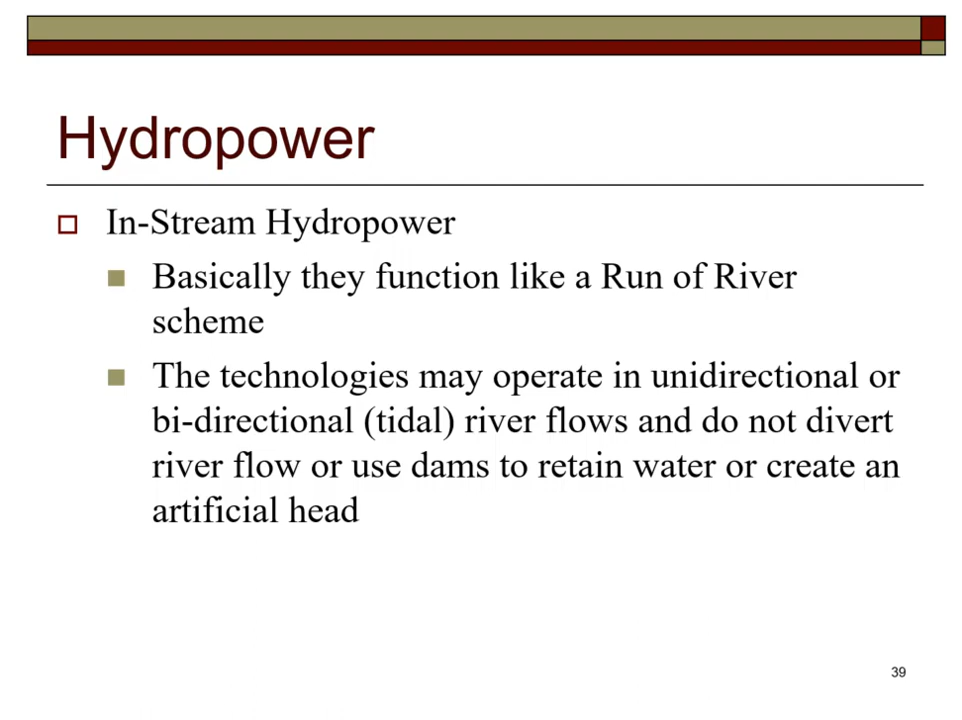 Hydropower
In-Stream Hydropower
Basically they function like a Run of River
scheme
The technologies may operate in unidirectional or
bi-directional (tidal) river flows and do not divert
river flow or use dams to retain water or create an
artificial head
39